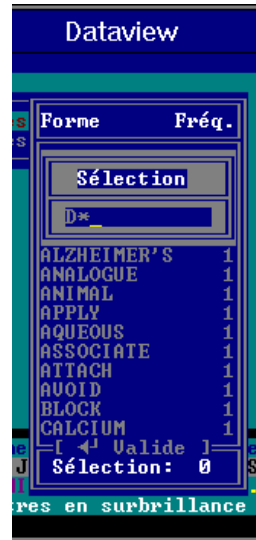 Dataview
Forme Fréq.
Sélection
D*_
ALZHEIMER'S 1
ANALOGUE 1
ANIMAL 1
APPLY 1
AQUEOUS 1
ASSOCIATE 1
ATTACH 1
AVOID 1
BLOCK 1
CALCIUM 1
[ ↵ Valide ]
Sélection: 0
res en surbrillance